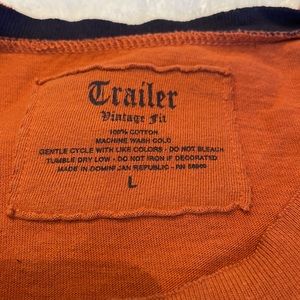 Trailer
Vintage Fit
100% COTTON
MACHINE WASH COLD
GENTLE CYCLE WITH LIKE COLORS - DO NOT BLEACH
TUMBLE DRY LOW - DO NOT IRON IF DECORATED
MADE IN DOMINICAN REPUBLIC - RN
L